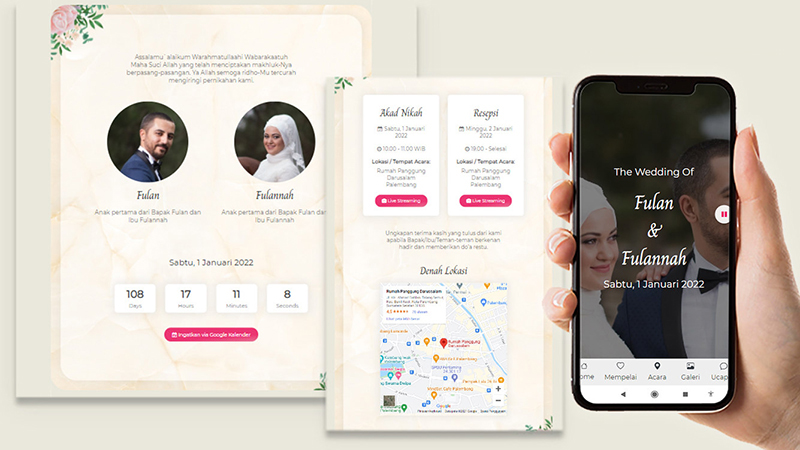 Assalamu`alaikum Warahmatullaahi Wabarakaatuh
Maha Suci Allah yang telah menciptakan makhluk-Nya
berpasang-pasangan. Ya Allah semoga ridho-Mu tercurah
mengiringi pernikahan kami.
Fulan
Anak pertama dari Bapak Fulan dan
Ibu Fulannah
Fulannah
Anak pertama dari Bapak Fulan dan
Ibu Fulannah
Sabtu, 1 Januari 2022
108
Days
17
Hours
11
Minutes
8
Seconds
Ingatkan via Google Kalender
Akad Nikah
Sabtu, 1 Januari
2022
10.00 - 11.00 WIB
Lokasi / Tempat Acara:
Rumah Panggung
Darusalam
Palembang
Live Streaming
Resepsi
Minggu, 2 Januari
2022
19.00 - Selesai
Lokasi / Tempat Acara:
Rumah Panggung
Darusalam
Palembang
Live Streaming
Ungkapan terima kasih yang tulus dari kami
apabila Bapak/Ibu/Teman-teman berkenan
hadir dan memberikan do'a restu.
Denah Lokasi
Rumah Panggung Darussalam
Rumah Panggung
Darusalam
The Wedding Of
Fulan
&
Fulannah
Sabtu, 1 Januari 2022
ome
Mempelai
Acara
Galeri
Ucap